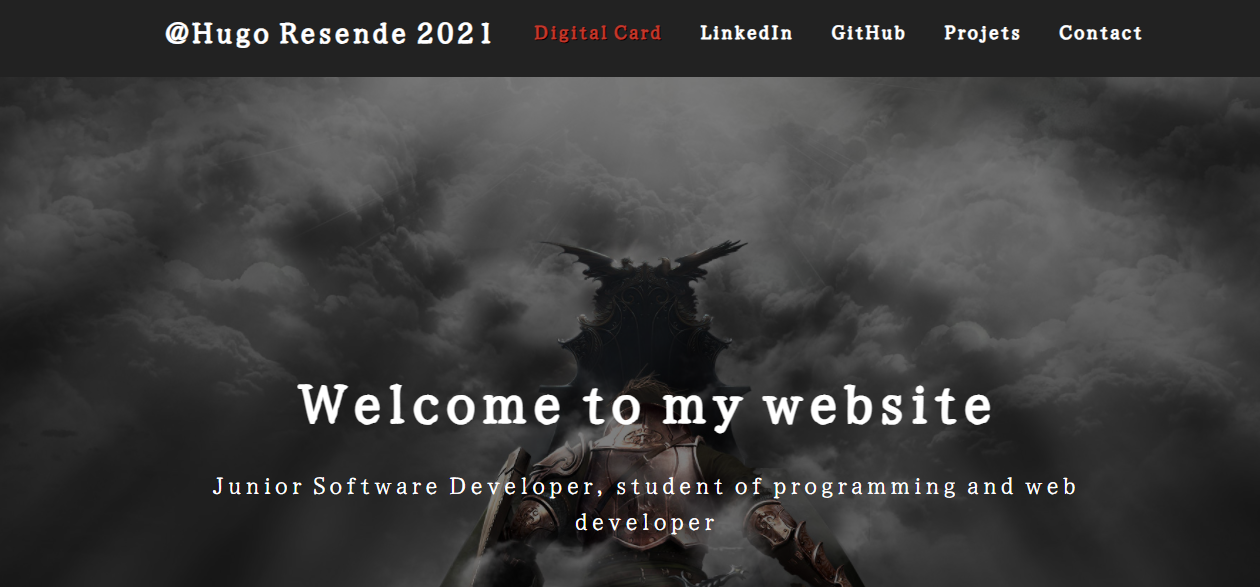 @Hugo Resende 2021 Digital Card LinkedIn GitHub Projets Contact
Welcome to my website
Junior Software Developer, student of programming and web
developer